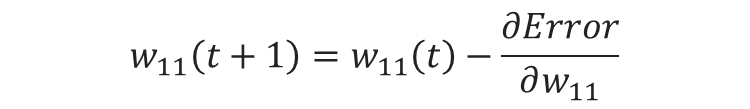 w₁₁(t + 1) = w₁₁(t) − ∂Error/∂w₁₁